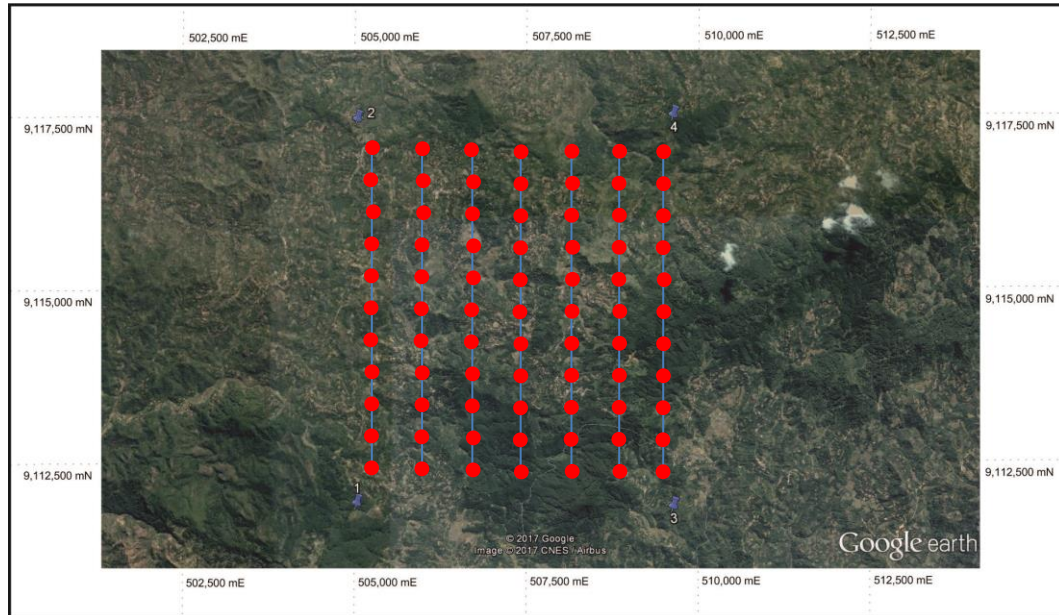 502,500 mE 505,000 mE 507,500 mE 510,000 mE 512,500 mE
2 4
9,117,500 mN 9,117,500 mN
9,115,000 mN 9,115,000 mN
9,112,500 mN 9,112,500 mN
1 3
© 2017 Google
Image © 2017 CNES Airbus
Google earth
502,500 mE 505,000 mE 507,500 mE 510,000 mE 512,500 mE